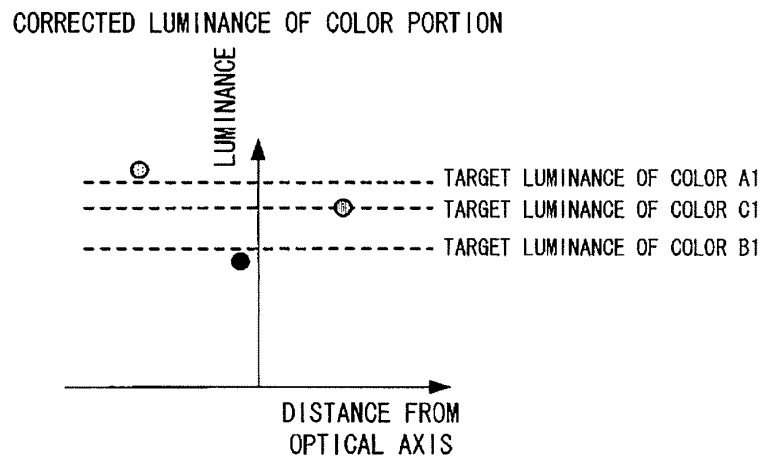 CORRECTED LUMINANCE OF COLOR PORTION
LUMINANCE
TARGET LUMINANCE OF COLOR A1
TARGET LUMINANCE OF COLOR C1
TARGET LUMINANCE OF COLOR B1
DISTANCE FROM
OPTICAL AXIS